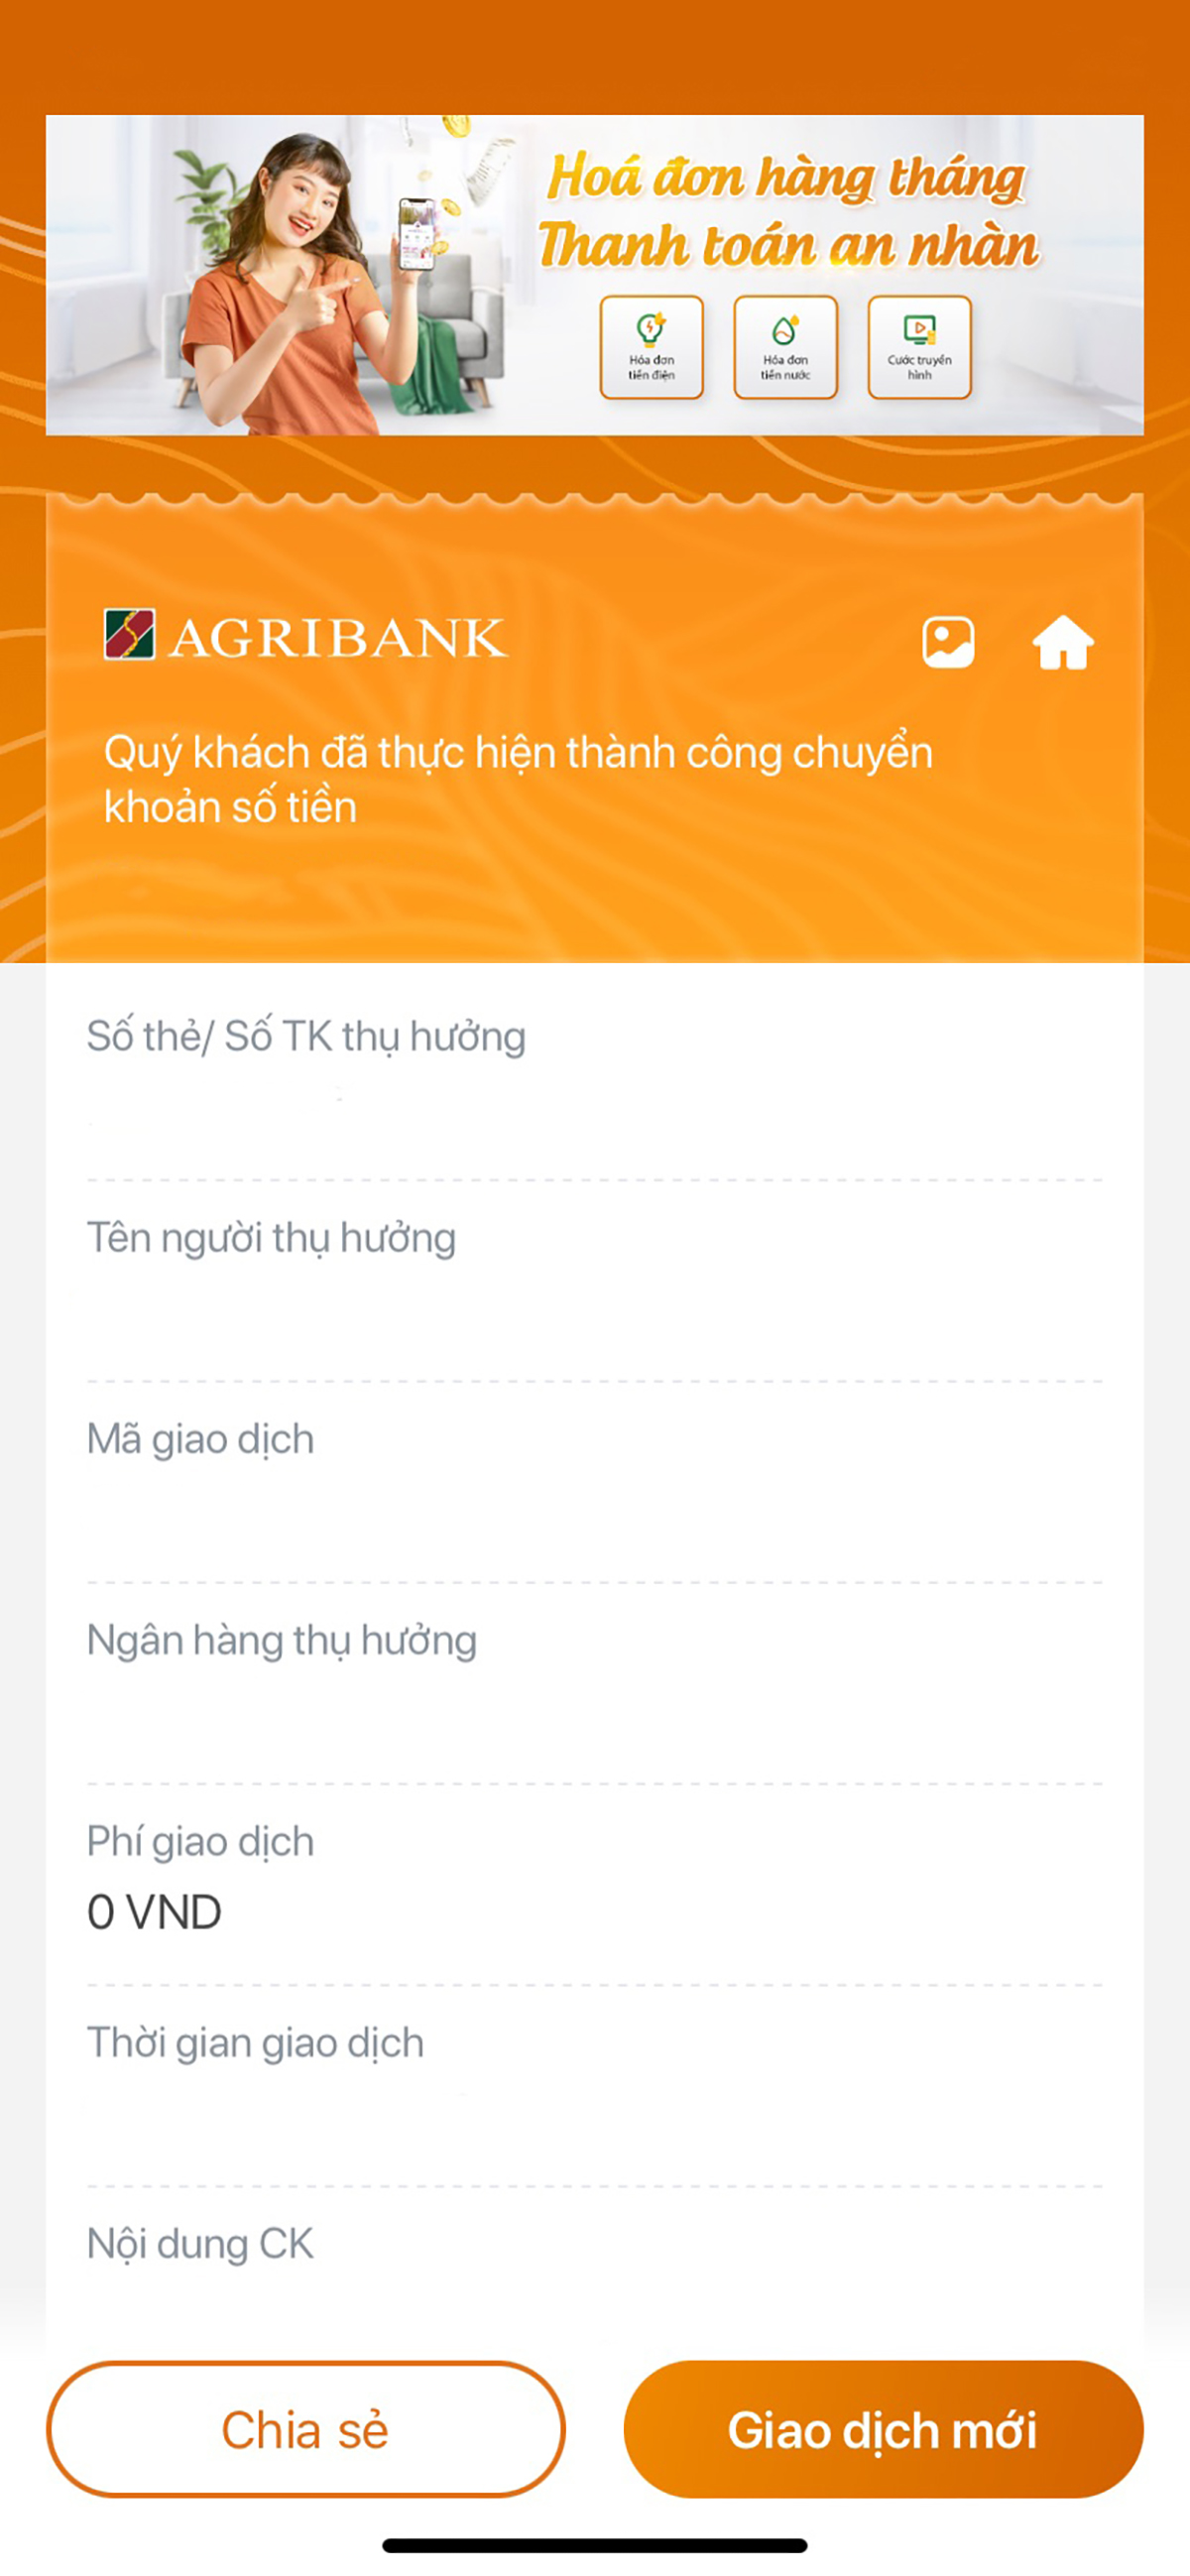 Hoá đơn hàng tháng
Thanh toán an nhàn
Hóa đơn
tiền điện
Hóa đơn
tiền nước
Cước truyền
hình
AGRIBANK
Quý khách đã thực hiện thành công chuyển
khoản số tiền
Số thẻ/ Số TK thụ hưởng
Tên người thụ hưởng
Mã giao dịch
Ngân hàng thụ hưởng
Phí giao dịch
0 VND
Thời gian giao dịch
Nội dung CK
Chia sẻ
Giao dịch mới